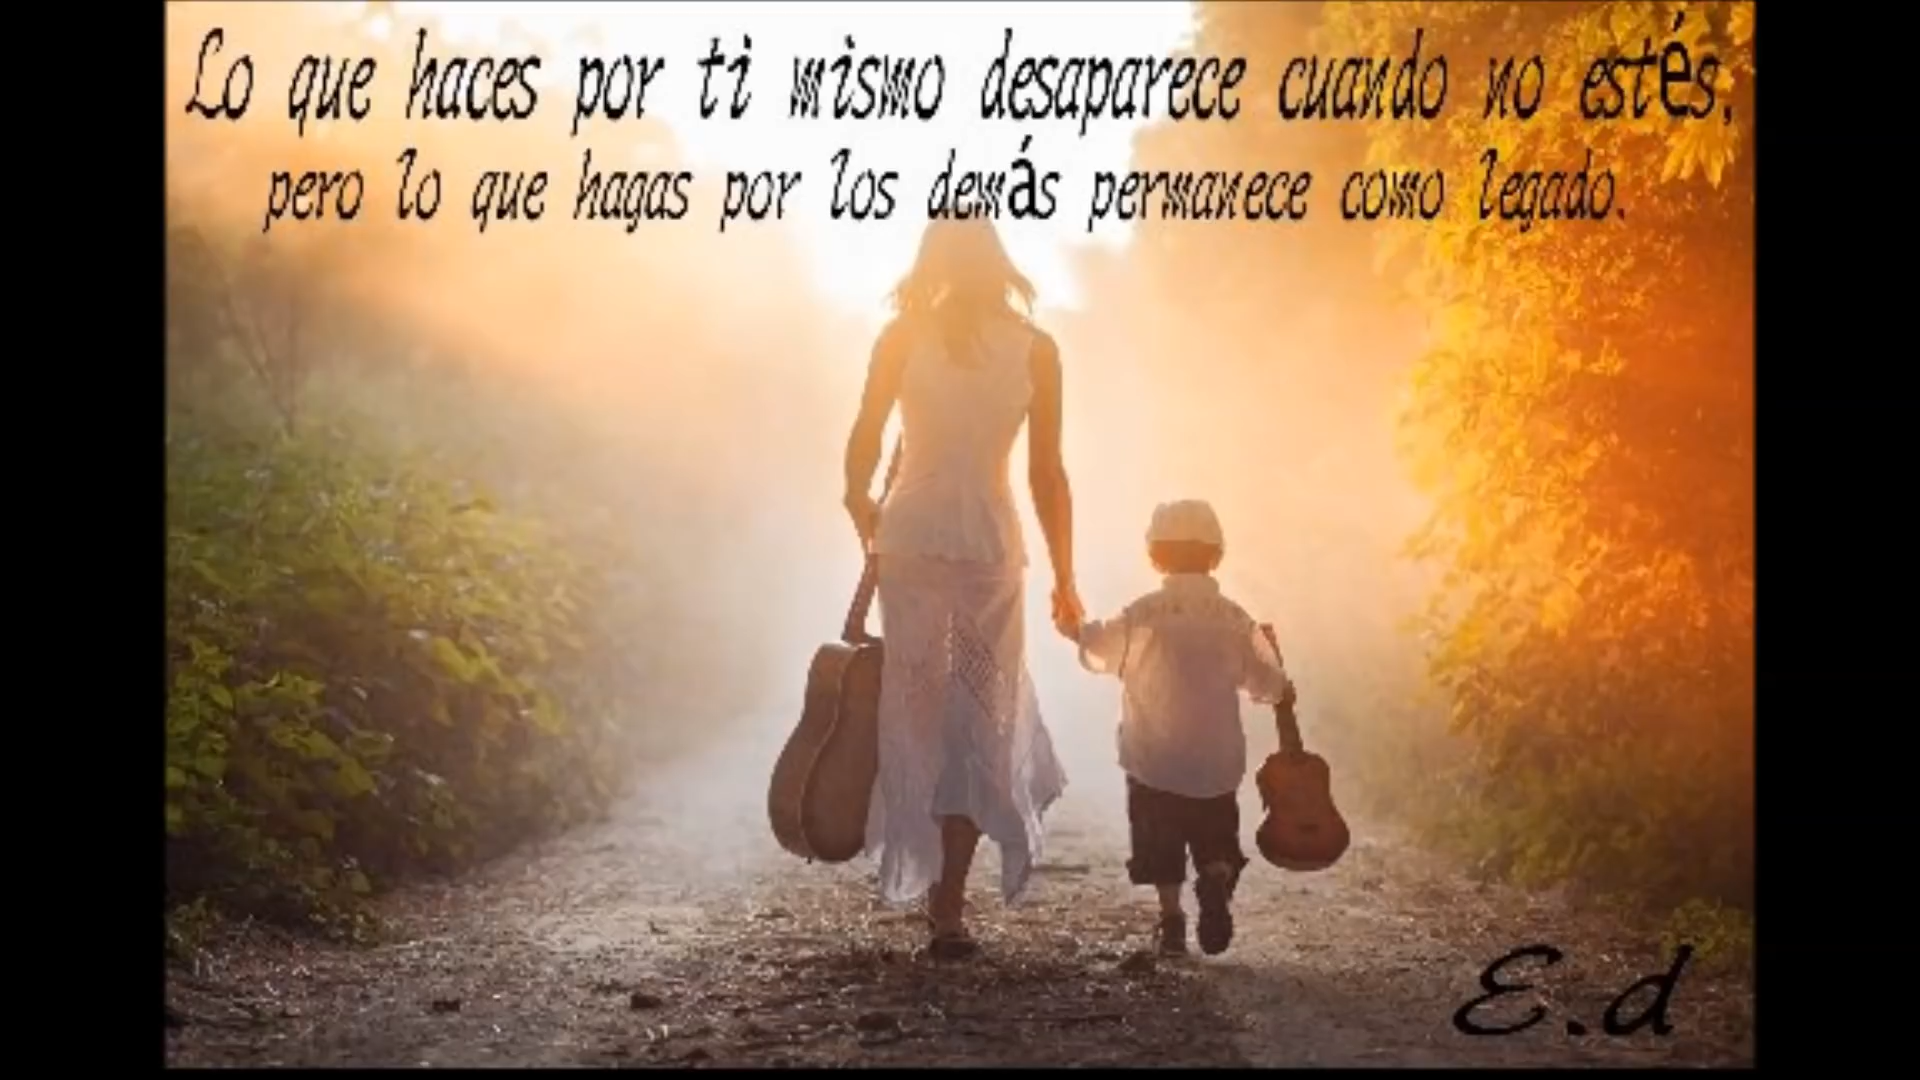 Lo que haces por ti mismo desaparece cuando no estés,
pero lo que hagas por los demás permanece como legado.
E.d